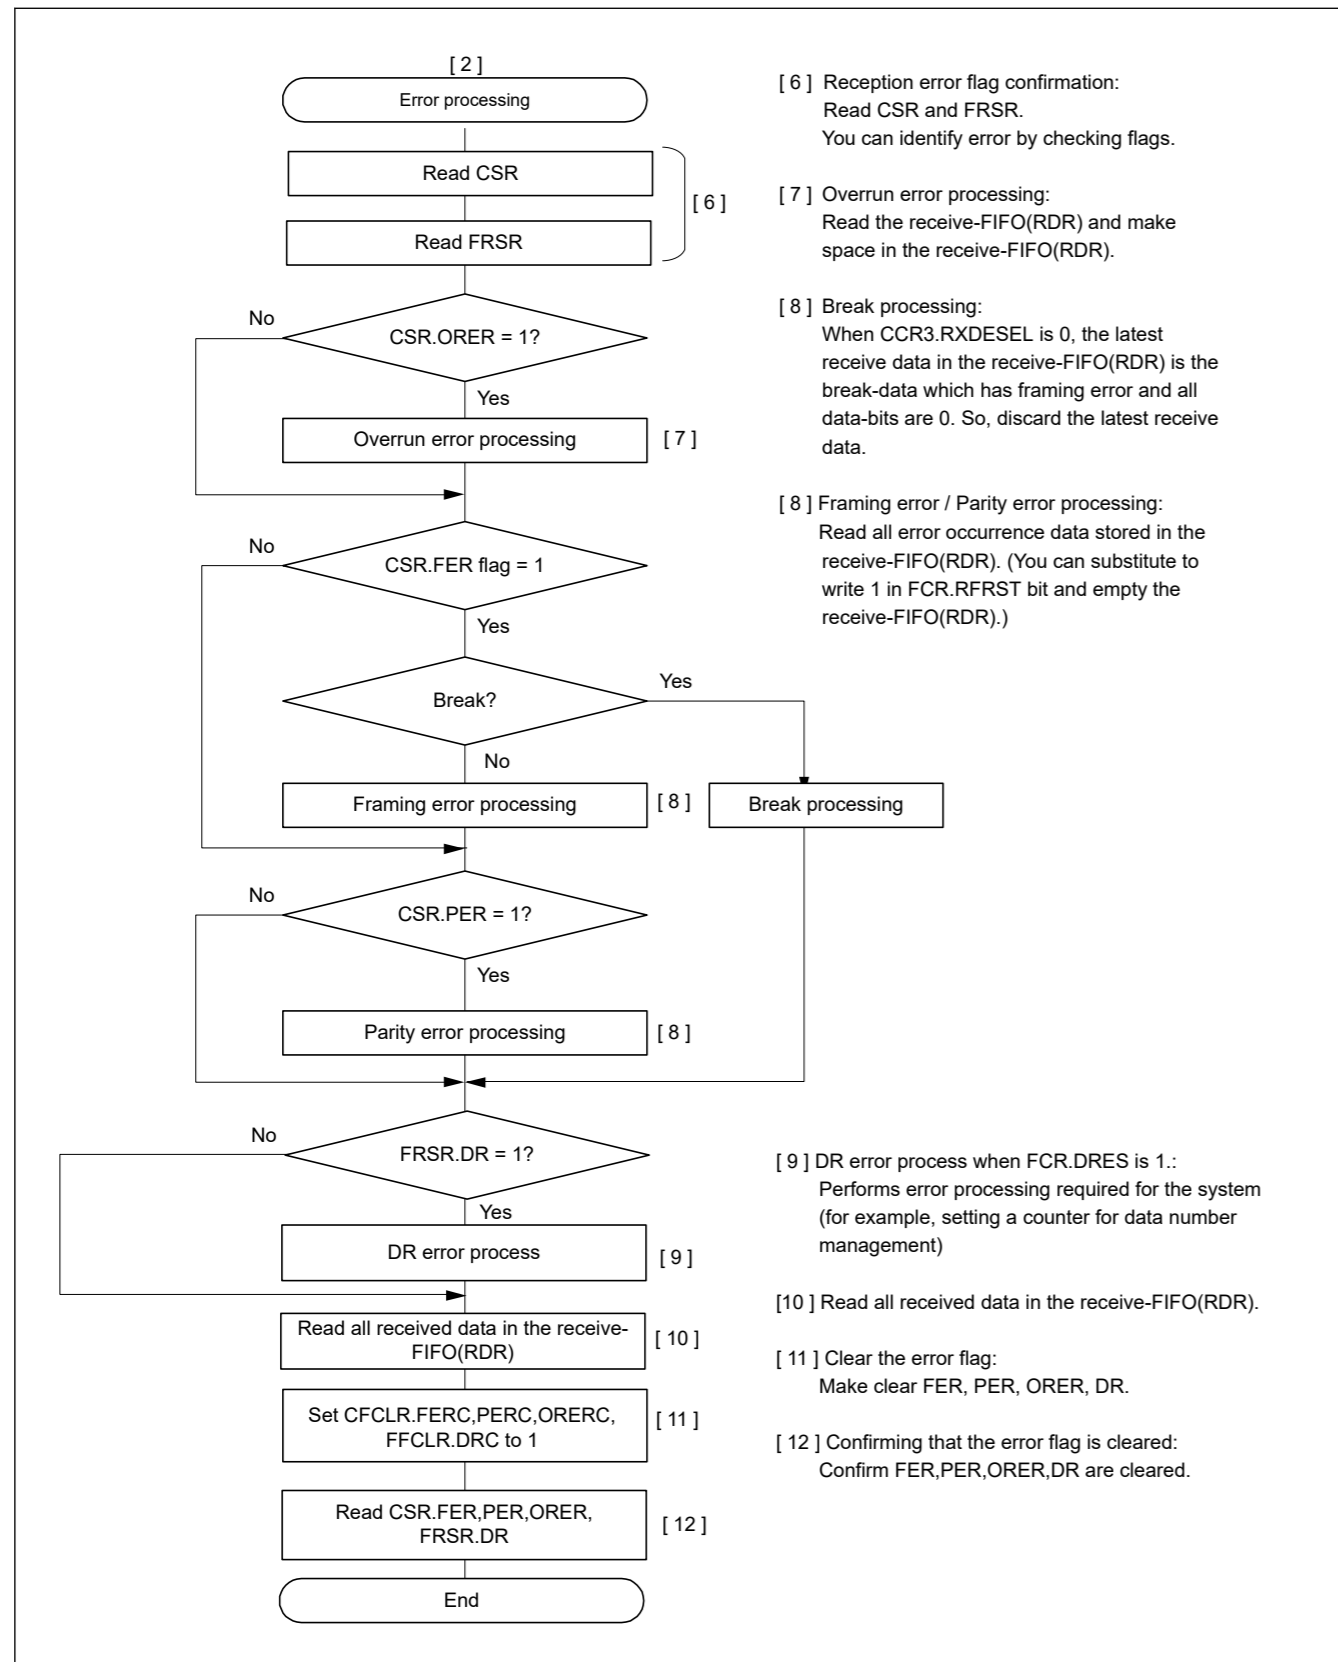 [ 2 ]
Error processing
Read CSR
Read FRSR
[ 6 ]
CSR.ORER = 1?
No
Yes
Overrun error processing
[ 7 ]
CSR.FER flag = 1
No
Yes
Break?
Yes
No
Framing error processing
[ 8 ]
Break processing
CSR.PER = 1?
No
Yes
Parity error processing
[ 8 ]
FRSR.DR = 1?
No
Yes
DR error process
[ 9 ]
Read all received data in the receive-
FIFO(RDR)
[ 10 ]
Set CFCLR.FERC,PERC,ORERC,
FFCLR.DRC to 1
[ 11 ]
Read CSR.FER,PER,ORER,
FRSR.DR
[ 12 ]
End
[ 6 ] Reception error flag confirmation:
Read CSR and FRSR.
You can identify error by checking flags.
[ 7 ] Overrun error processing:
Read the receive-FIFO(RDR) and make
space in the receive-FIFO(RDR).
[ 8 ] Break processing:
When CCR3.RXDESEL is 0, the latest
receive data in the receive-FIFO(RDR) is the
break-data which has framing error and all
data-bits are 0. So, discard the latest receive
data.
[ 8 ] Framing error / Parity error processing:
Read all error occurrence data stored in the
receive-FIFO(RDR). (You can substitute to
write 1 in FCR.RFRST bit and empty the
receive-FIFO(RDR).)
[ 9 ] DR error process when FCR.DRES is 1.:
Performs error processing required for the system
(for example, setting a counter for data number
management)
[10 ] Read all received data in the receive-FIFO(RDR).
[ 11 ] Clear the error flag:
Make clear FER, PER, ORER, DR.
[ 12 ] Confirming that the error flag is cleared:
Confirm FER,PER,ORER,DR are cleared.